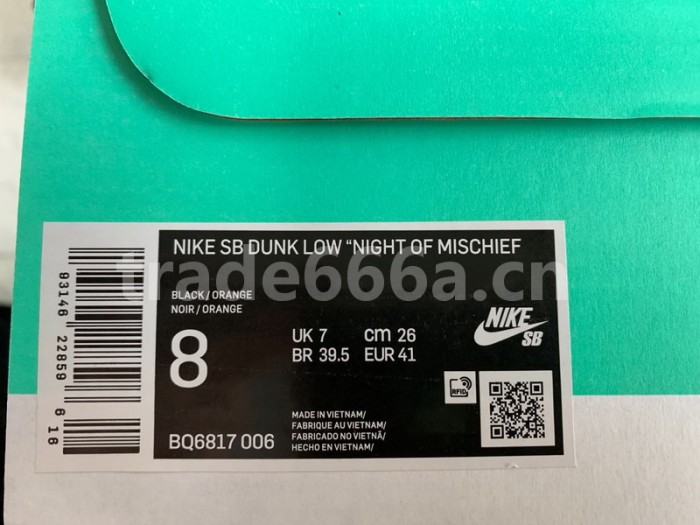 NIKE SB DUNK LOW “NIGHT OF MISCHIEF
trade666a.cn
BLACK / ORANGE
NOIR / ORANGE
8
UK 7 cm 26
BR 39.5 EUR 41
NIKE
SB
RFID
BQ6817 006
MADE IN VIETNAM/
FABRIQUE AU VIETNAM/
FABRICADO NO VIETNÃ/
HECHO EN VIETNAM/
93146 22859 6 18